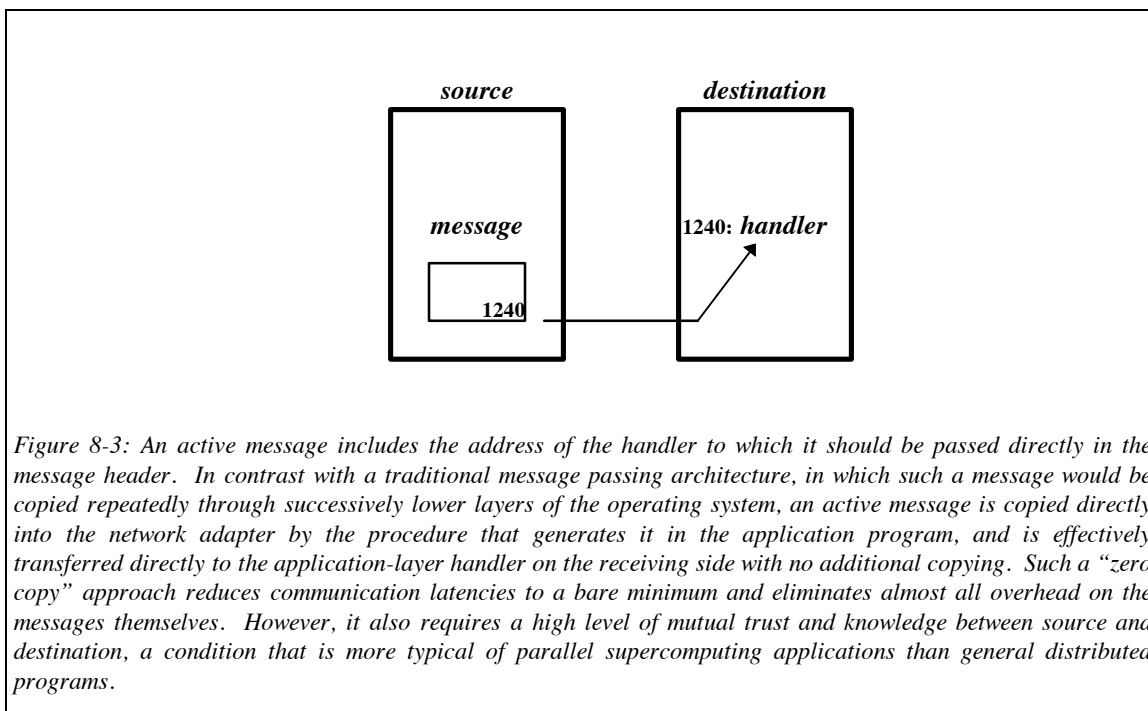 source destination
message 1240: handler
1240
Figure 8-3: An active message includes the address of the handler to which it should be passed directly in the
message header. In contrast with a traditional message passing architecture, in which such a message would be
copied repeatedly through successively lower layers of the operating system, an active message is copied directly
into the network adapter by the procedure that generates it in the application program, and is effectively
transferred directly to the application-layer handler on the receiving side with no additional copying. Such a “zero
copy” approach reduces communication latencies to a bare minimum and eliminates almost all overhead on the
messages themselves. However, it also requires a high level of mutual trust and knowledge between source and
destination, a condition that is more typical of parallel supercomputing applications than general distributed
programs.